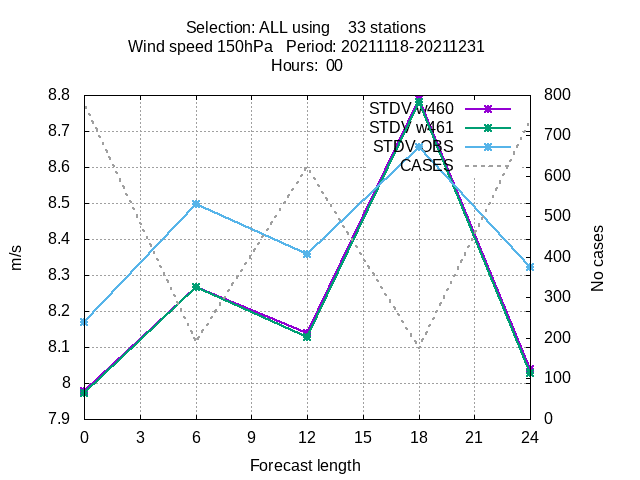 Selection: ALL using    33 stations
Wind speed 150hPa   Period: 20211118-20211231
Hours:  00
8.8
8.7
8.6
8.5
8.4
8.3
8.2
8.1
8
7.9
m/s
STDV w460
STDV w461
STDV OBS
CASES
800
700
600
500
400
300
200
100
0
No cases
0 3 6 9 12 15 18 21 24
Forecast length